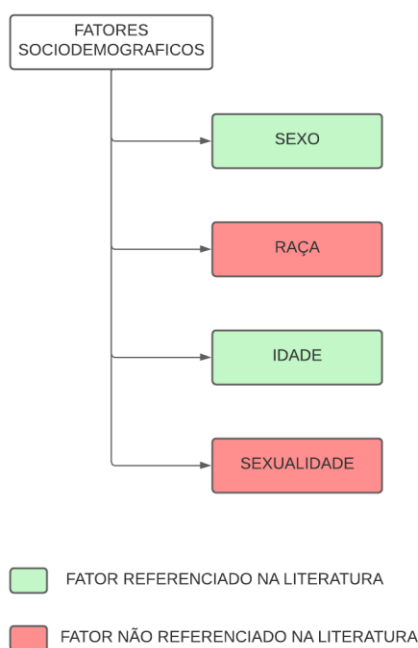 FATORES
SOCIODEMOGRAFICOS
SEXO
RAÇA
IDADE
SEXUALIDADE
FATOR REFERENCIADO NA LITERATURA
FATOR NÃO REFERENCIADO NA LITERATURA